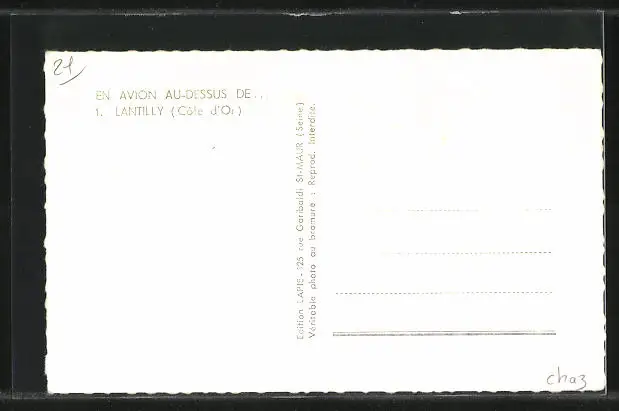 21
EN AVION AU-DESSUS DE...
1. LANTILLY (Côte d'Or)
Edition LAPIE - 125 rue Garibaldi St-MAUR (Seine)
Véritable photo au bromure : Reprod. Interdite.
chaz